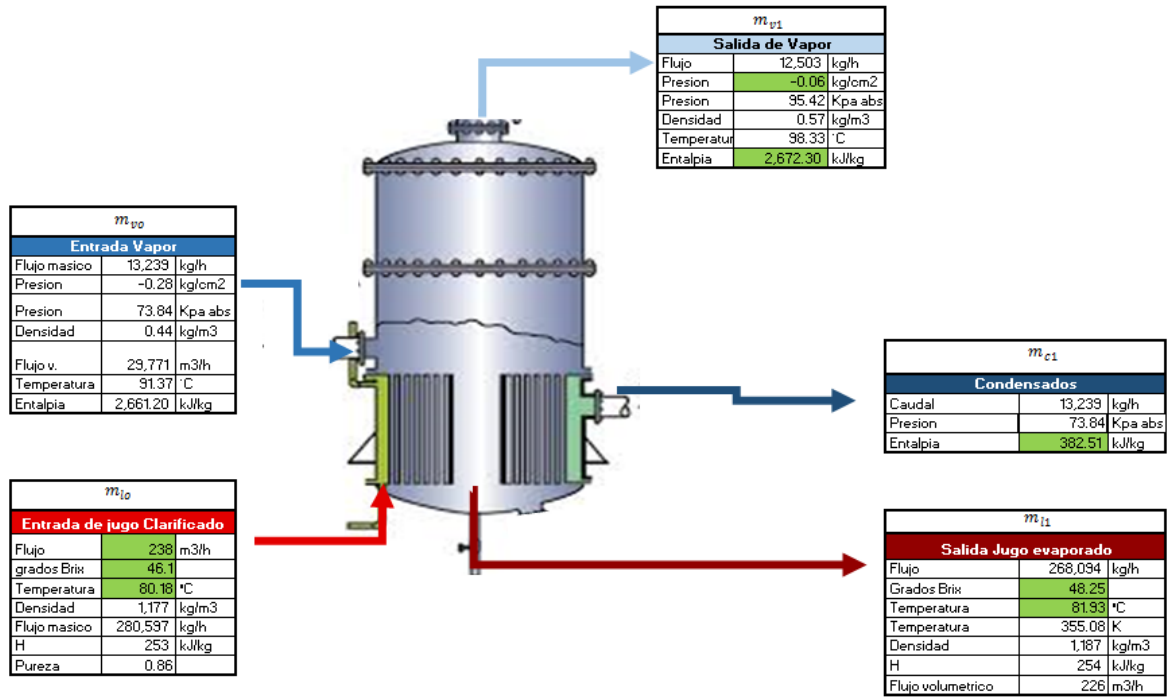 m_v1
Salida de Vapor
Flujo 12,503 kg/h
Presion -0.06 kg/cm2
Presion 95.42 Kpa abs
Densidad 0.57 kg/m3
Temperatur 98.33 °C
Entalpia 2,672.30 kJ/kg
m_vo
Entrada Vapor
Flujo masico 13,239 kg/h
Presion -0.28 kg/cm2
Presion 73.84 Kpa abs
Densidad 0.44 kg/m3
Flujo v. 29,771 m3/h
Temperatura 91.37 °C
Entalpia 2,661.20 kJ/kg
m_c1
Condensados
Caudal 13,239 kg/h
Presion 73.84 Kpa abs
Entalpia 382.51 kJ/kg
m_lo
Entrada de jugo Clarificado
Flujo 238 m3/h
grados Brix 46.1
Temperatura 80.18 °C
Densidad 1,177 kg/m3
Flujo masico 280,597 kg/h
H 253 kJ/kg
Pureza 0.86
m_l1
Salida Jugo evaporado
Flujo 268,094 kg/h
Grados Brix 48.25
Temperatura 81.93 °C
Temperatura 355.08 K
Densidad 1,187 kg/m3
H 254 kJ/kg
Flujo volumetrico 226 m3/h